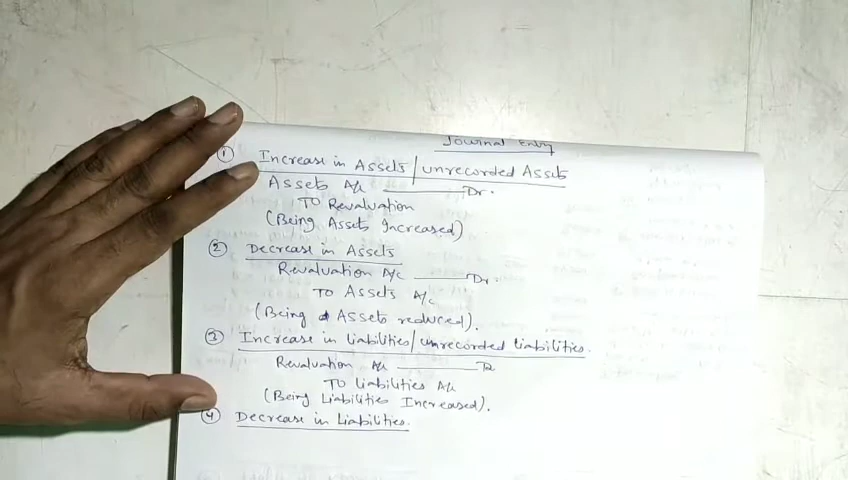 Journal Entry
① Increase in Assets/unrecorded Assets
Assets A/c ——— Dr.
To Revaluation
(Being Assets Increased)
② Decrease in Assets
Revaluation A/c ——— Dr.
To Assets A/c
(Being Assets reduced).
③ Increase in liabilities/unrecorded liabilities.
Revaluation A/c ———
To liabilities A/c
(Being Liabilities Increased).
④ Decrease in Liabilities.